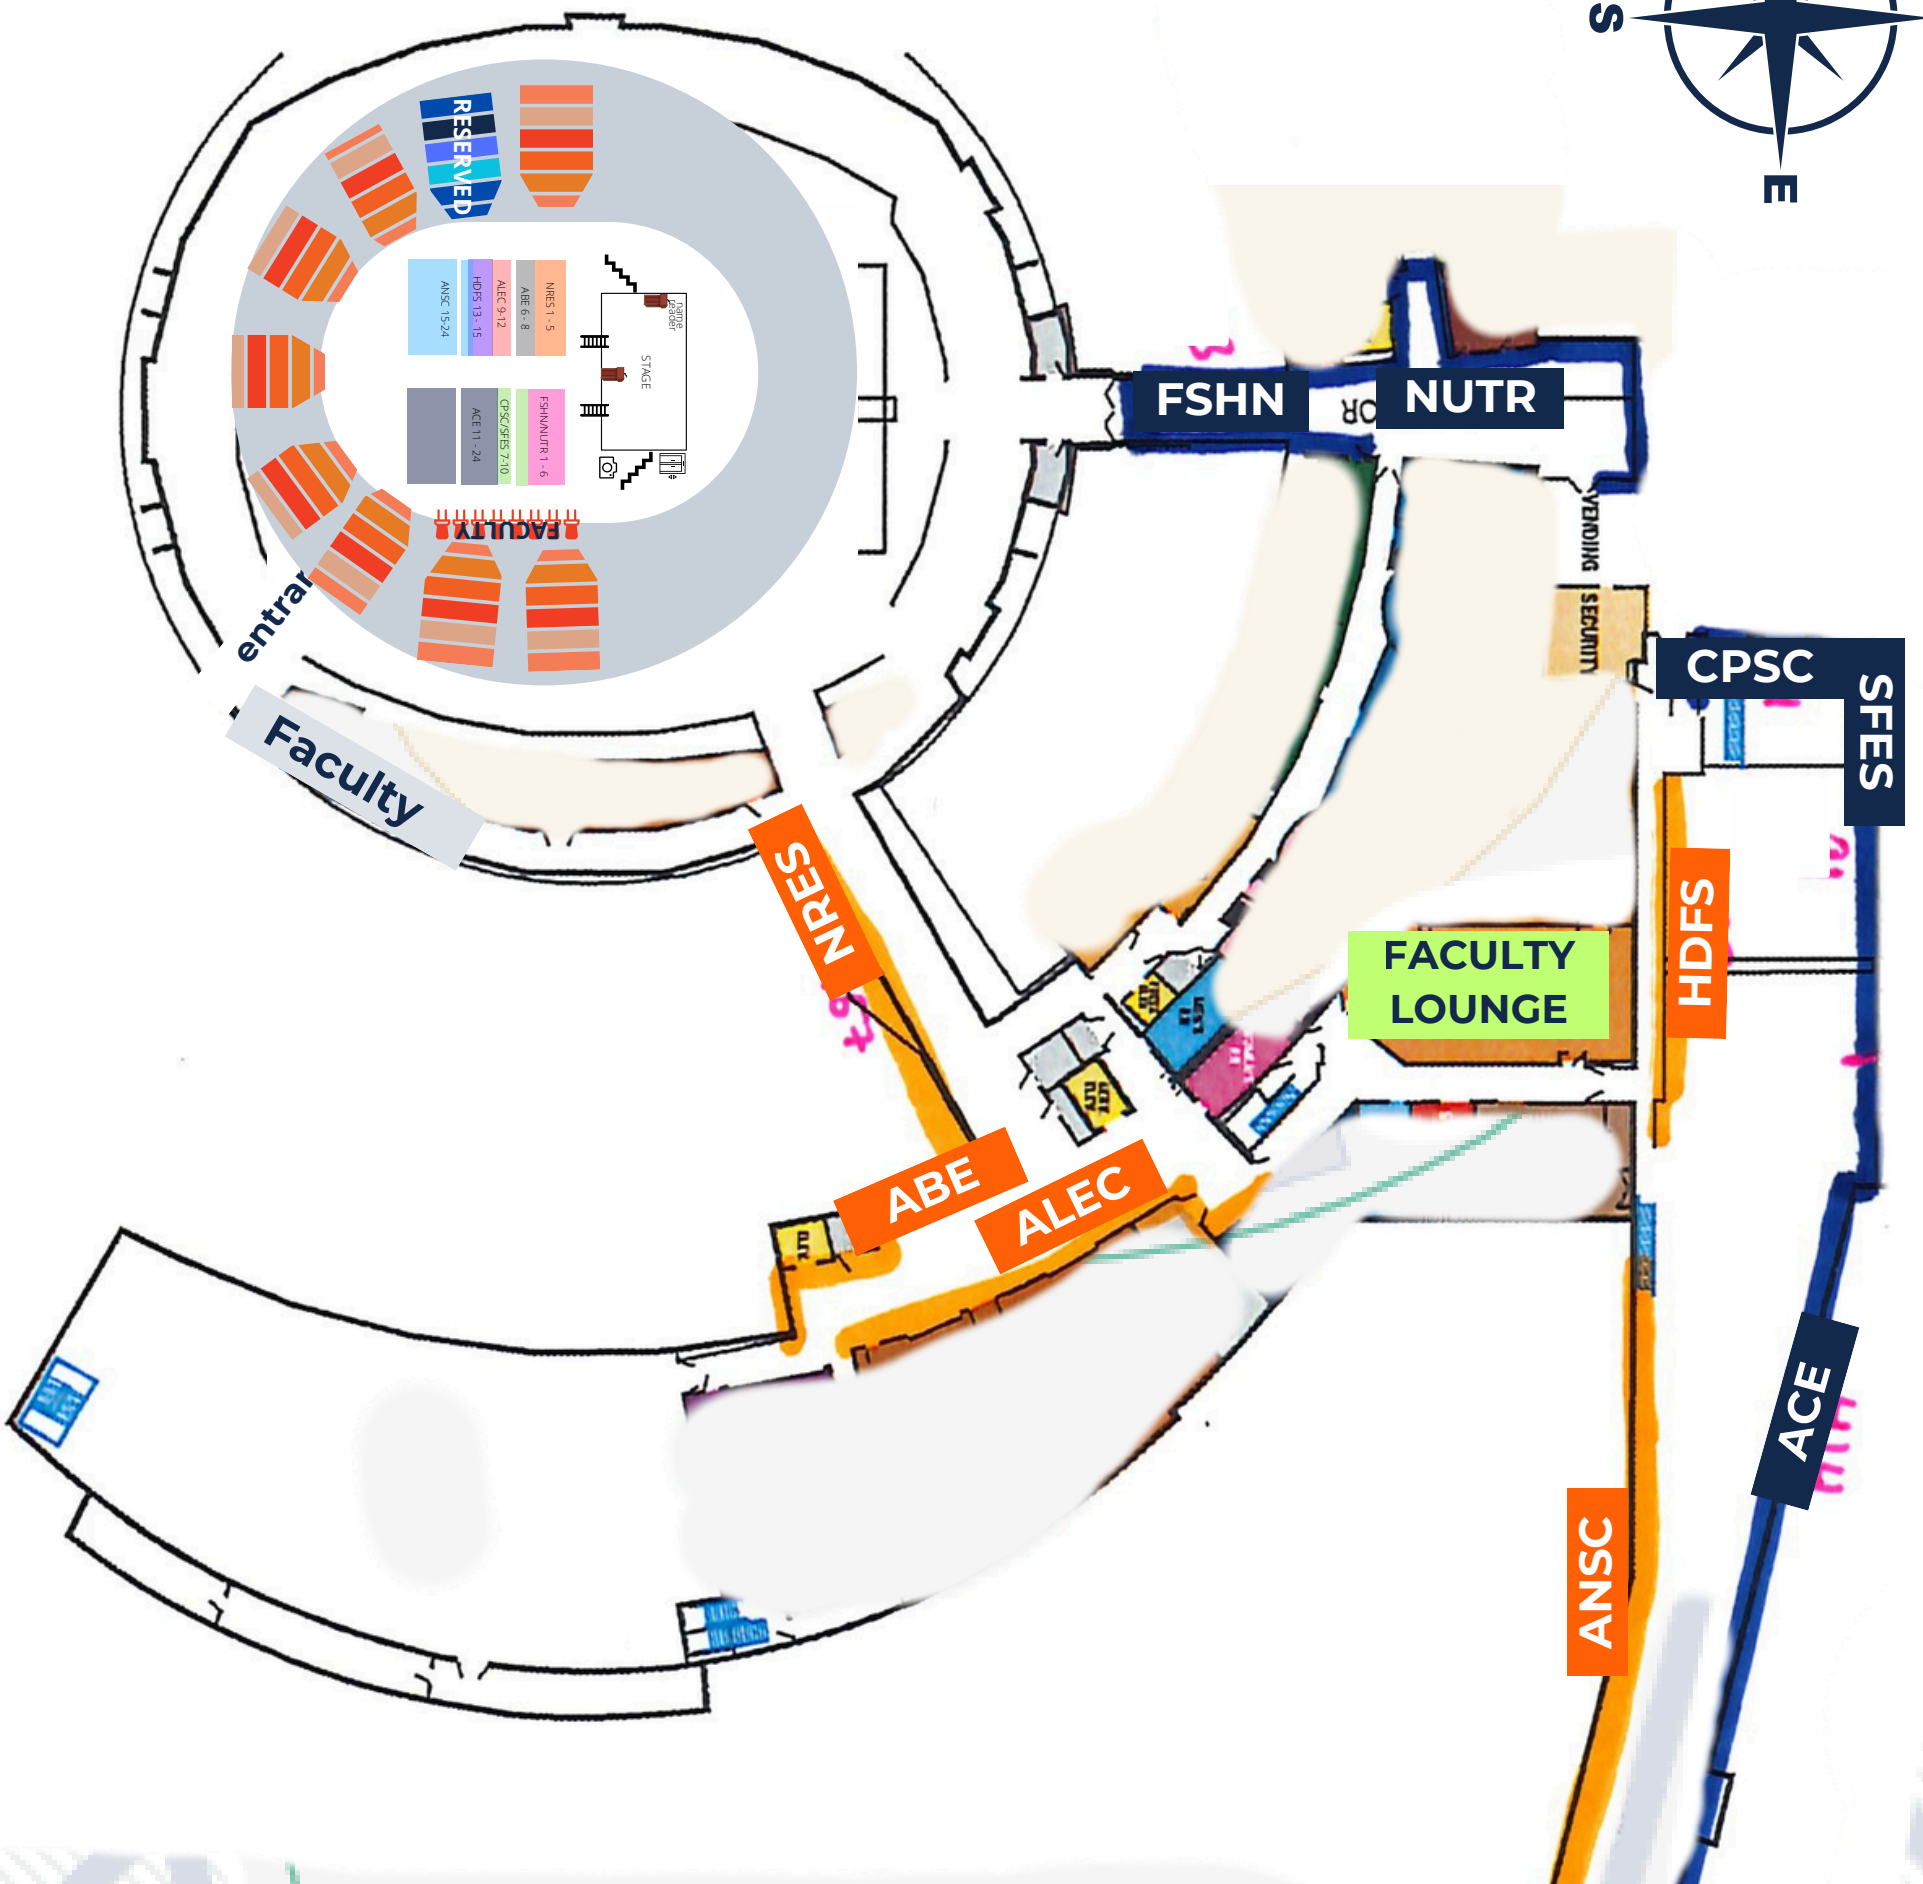 S
E
RESERVED
ANSC 15-24
HDFS 13 - 15
ALEC 9-12
ABE 6 - 8
NRES 1 - 5
name
reader
STAGE
ACE 11 - 24
CPSC/SFES 7-10
FSHN/NUTR 1 - 6
FACULTY
entran
Faculty
FSHN
OR
NUTR
VENDING
SECURITY
CPSC
SFES
NRES
HDFS
FACULTY
LOUNGE
ABE
ALEC
ACE
ANSC